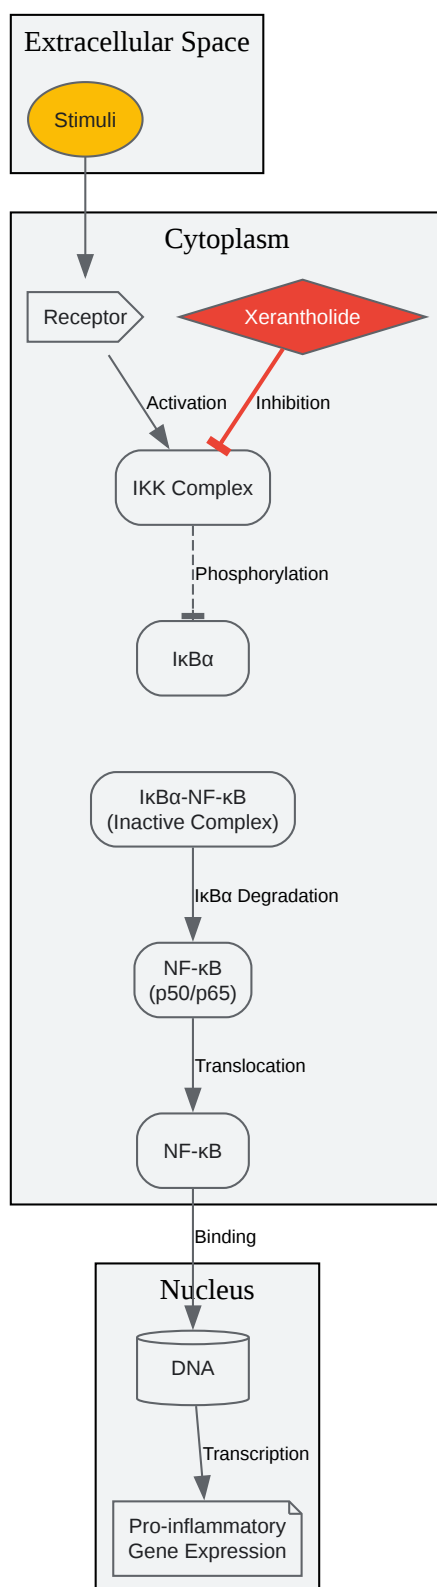 Extracellular Space
Stimuli
Cytoplasm
Receptor
Xerantholide
Activation
Inhibition
IKK Complex
Phosphorylation
IκBα
IκBα-NF-κB
(Inactive Complex)
IκBα Degradation
NF-κB
(p50/p65)
Translocation
NF-κB
Binding
Nucleus
DNA
Transcription
Pro-inflammatory
Gene Expression